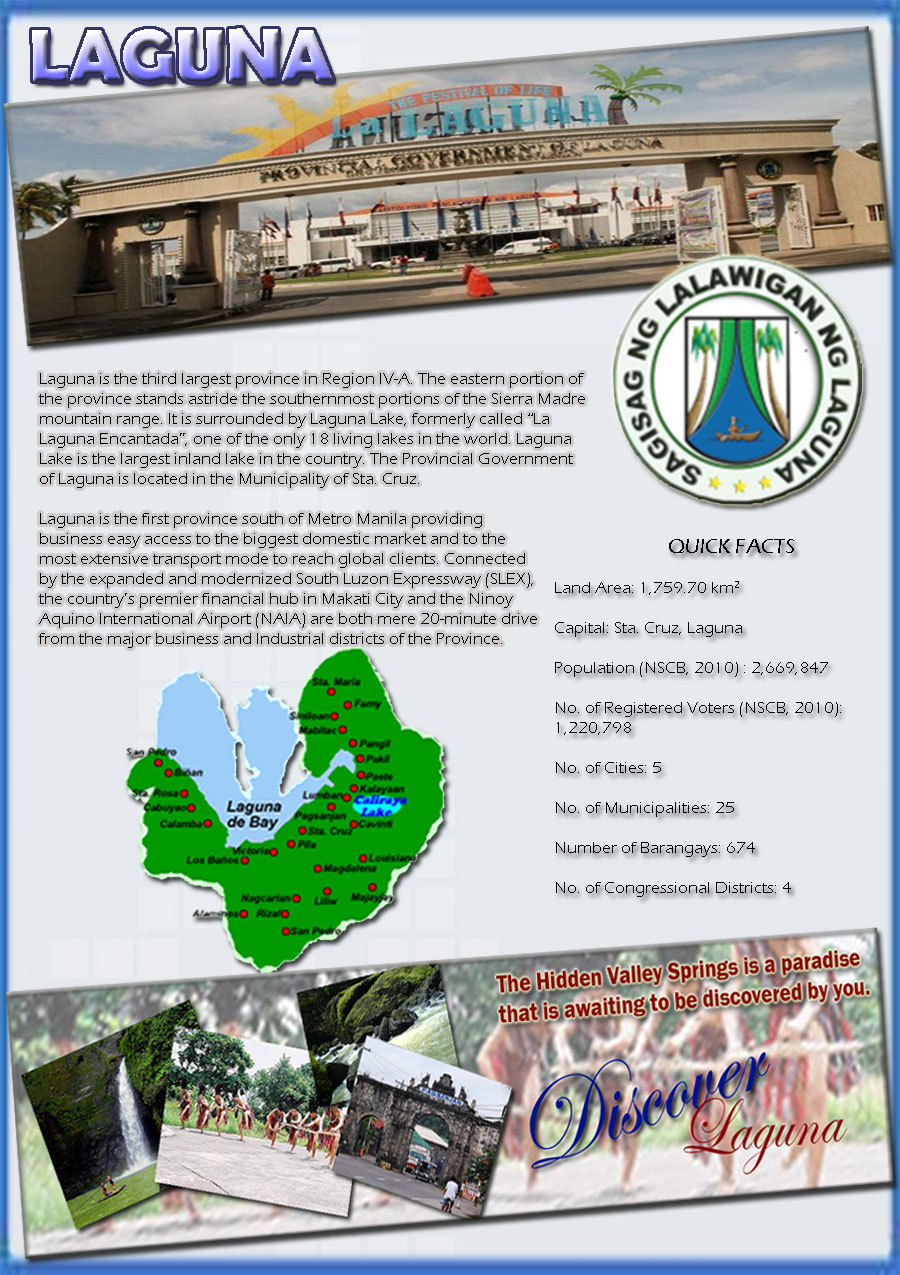 LAGUNA
THE FESTIVAL OF LIFE
LAGUNA
PROVINCIAL GOVERNMENT OF LAGUNA
SAGISAG NG LALAWIGAN NG LAGUNA
Laguna is the third largest province in Region IV-A. The eastern portion of
the province stands astride the southernmost portions of the Sierra Madre
mountain range. It is surrounded by Laguna Lake, formerly called “La
Laguna Encantada”, one of the only 18 living lakes in the world. Laguna
Lake is the largest inland lake in the country. The Provincial Government
of Laguna is located in the Municipality of Sta. Cruz.
Laguna is the first province south of Metro Manila providing
business easy access to the biggest domestic market and to the
most extensive transport mode to reach global clients. Connected
by the expanded and modernized South Luzon Expressway (SLEX),
the country’s premier financial hub in Makati City and the Ninoy
Aquino International Airport (NAIA) are both mere 20-minute drive
from the major business and Industrial districts of the Province.
QUICK FACTS
Land Area: 1,759.70 km²
Capital: Sta. Cruz, Laguna
Population (NSCB, 2010) : 2,669,847
No. of Registered Voters (NSCB, 2010):
1,220,798
No. of Cities: 5
No. of Municipalities: 25
Number of Barangays: 674
No. of Congressional Districts: 4
Sta. Maria
Famy
Siniloan
Mabitac
Pangil
San Pedro
Pakil
Biñan
Paete
Kalayaan
Sta. Rosa
Lumban
Caliraya
Lake
Cabuyao
Laguna
de Bay
Pagsanjan
Calamba
Cavinti
Sta. Cruz
Pila
Victoria
Los Baños
Louisiana
Magdalena
Majayjay
Nagcarlan
Liliw
Alaminos
Rizal
San Pedro
The Hidden Valley Springs is a paradise
that is awaiting to be discovered by you.
Discover
Laguna